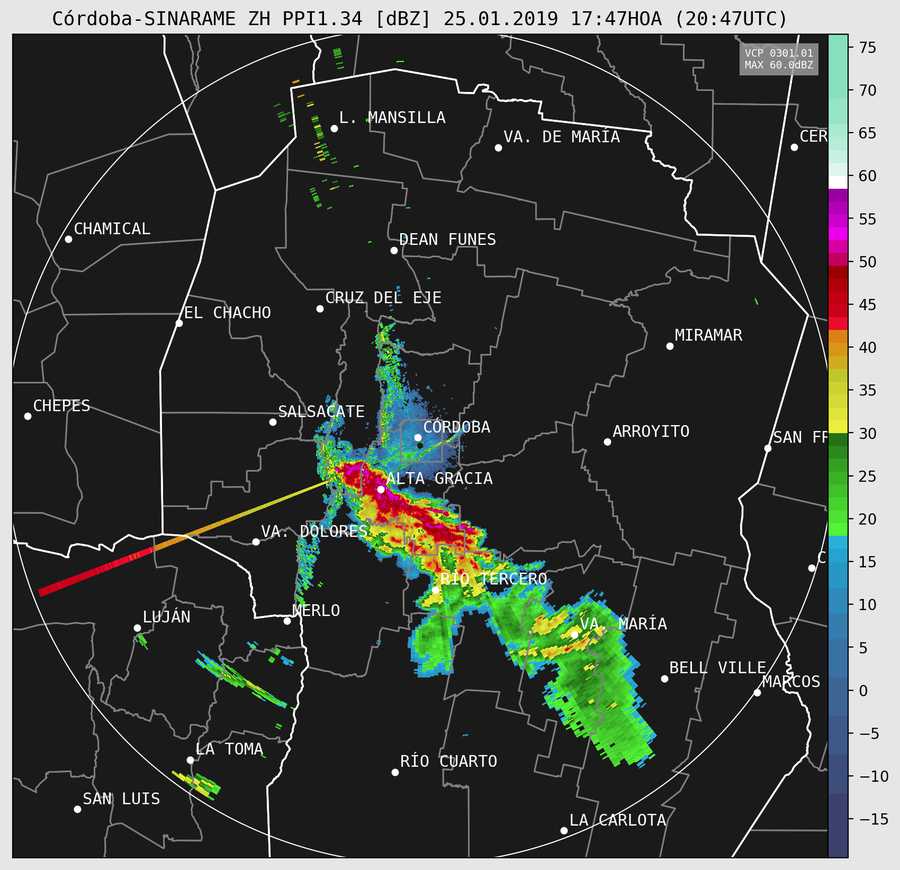 Córdoba-SINARAME ZH PPI1.34 [dBZ] 25.01.2019 17:47HOA (20:47UTC)
VCP 0301.01
MAX 60.0dBZ
75
70
65
60
55
50
45
40
35
30
25
20
15
10
5
0
−5
−10
−15
L. MANSILLA
VA. DE MARÍA
CER
CHAMICAL
DEAN FUNES
CRUZ DEL EJE
EL CHACHO
MIRAMAR
CHEPES
SALSACATE
CÓRDOBA
ARROYITO
SAN FR
ALTA GRACIA
VA. DOLORES
C
RÍO TERCERO
LUJÁN
MERLO
VA. MARÍA
BELL VILLE
MARCOS
LA TOMA
RÍO CUARTO
SAN LUIS
LA CARLOTA